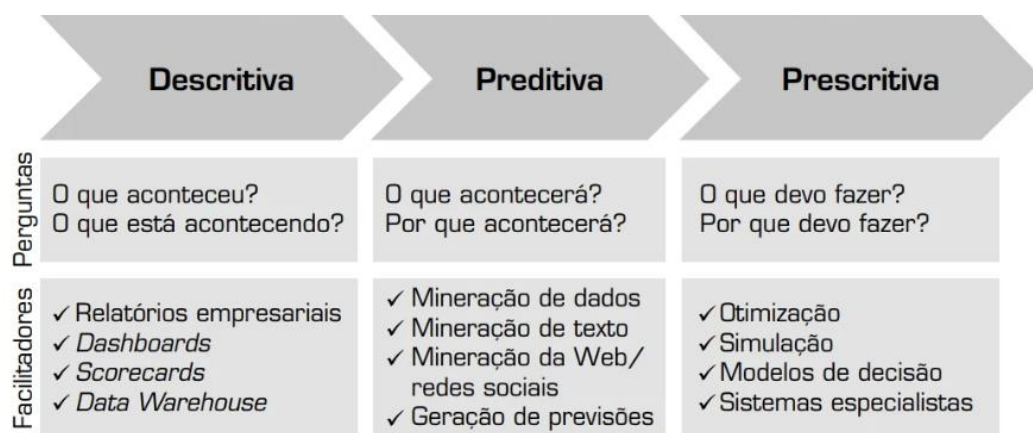 Descritiva
Preditiva
Prescritiva
Perguntas
O que aconteceu?
O que está acontecendo?
O que acontecerá?
Por que acontecerá?
O que devo fazer?
Por que devo fazer?
Facilitadores
✓ Relatórios empresariais
✓ Dashboards
✓ Scorecards
✓ Data Warehouse
✓ Mineração de dados
✓ Mineração de texto
✓ Mineração da Web/
redes sociais
✓ Geração de previsões
✓ Otimização
✓ Simulação
✓ Modelos de decisão
✓ Sistemas especialistas